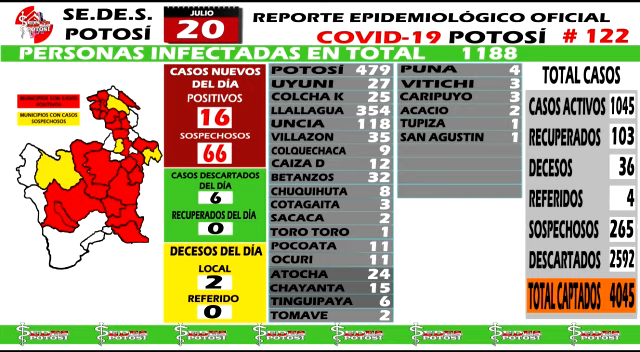 SE.DE.S.
POTOSÍ
JULIO
20
REPORTE EPIDEMIOLÓGICO OFICIAL
COVID-19 POTOSÍ # 122
PERSONAS INFECTADAS EN TOTAL 1188
MUNICIPIOS CON CASOS
MUNICIPIOS CON CASOS
SOSPECHOSOS
CASOS NUEVOS
DEL DÍA
POSITIVOS
16
SOSPECHOSOS
66
CASOS DESCARTADOS
DEL DÍA
6
RECUPERADOS DEL DÍA
0
DECESOS DEL DÍA
LOCAL
2
REFERIDO
0
POTOSÍ 479
UYUNI 27
COLCHA K 25
LLALLAGUA 354
UNCIA 118
VILLAZON 35
COLQUECHACA 9
CAIZA D 12
BETANZOS 32
CHUQUIHUTA 8
COTAGAITA 3
SACACA 2
TORO TORO 1
POCOATA 11
OCURI 11
ATOCHA 24
CHAYANTA 15
TINGUIPAYA 6
TOMAVE 2
PUNA 4
VITICHI 3
CARIPUYO 3
ACACIO 2
TUPIZA 1
SAN AGUSTIN 1
TOTAL CASOS
CASOS ACTIVOS 1045
RECUPERADOS 103
DECESOS 36
REFERIDOS 4
SOSPECHOSOS 265
DESCARTADOS 2592
TOTAL CAPTADOS 4045